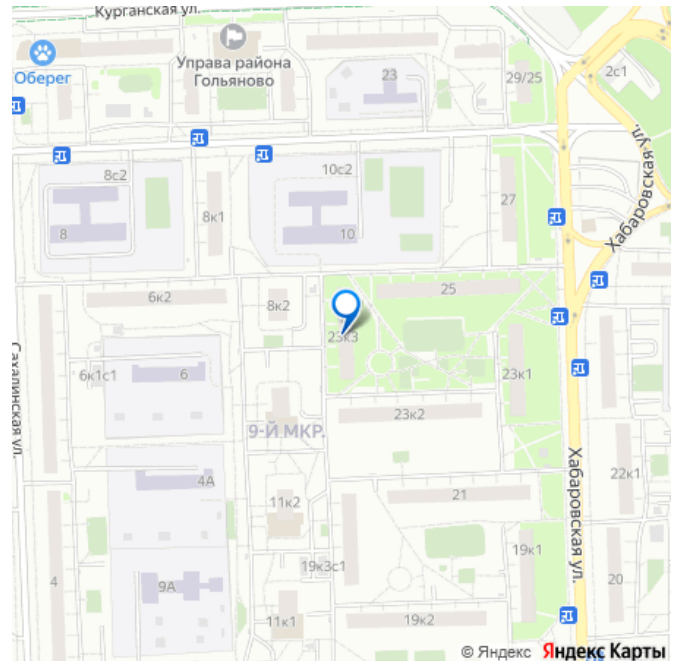 Курганская ул.
Оберег
Управа района
Гольяново
23
29/25
2с1
Хабаровская ул.
8с2
10с2
8к1
27
8
10
6к2
8к2
25
23к3
Сахалинская ул.
6к1с1
6
23к1
23к2
9-Й МКР.
4А
22к1
11к2
21
Хабаровская ул.
19к1
19к3с1
4
9А
20
11к1
19к2
© Яндекс Яндекс Карты